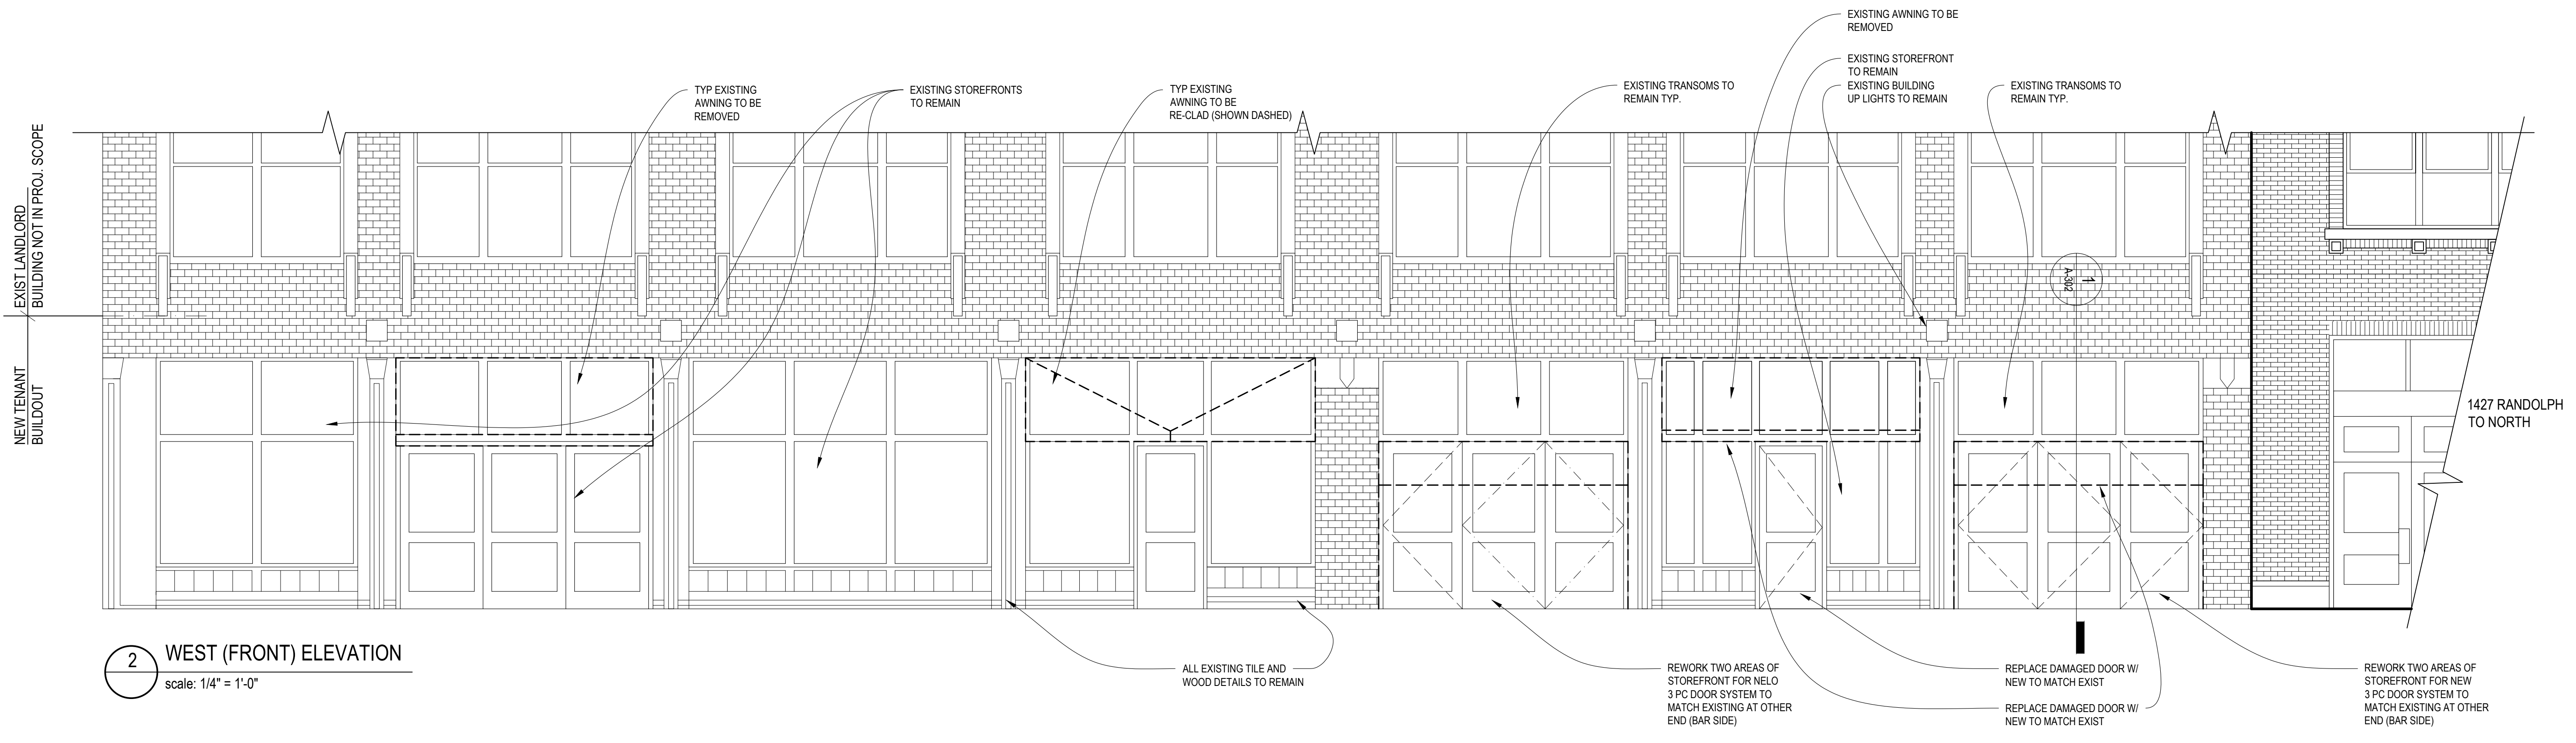 EXISTING AWNING TO BE
REMOVED
EXISTING STOREFRONT
TO REMAIN
EXISTING BUILDING
UP LIGHTS TO REMAIN
TYP EXISTING
AWNING TO BE
REMOVED
EXISTING STOREFRONTS
TO REMAIN
TYP EXISTING
AWNING TO BE
RE-CLAD (SHOWN DASHED)
EXISTING TRANSOMS TO
REMAIN TYP.
EXISTING TRANSOMS TO
REMAIN TYP.
EXIST LANDLORD
BUILDING NOT IN PROJ. SCOPE
NEW TENANT
BUILDOUT
1
A-302
1427 RANDOLPH
TO NORTH
2
WEST (FRONT) ELEVATION
scale: 1/4" = 1'-0"
ALL EXISTING TILE AND
WOOD DETAILS TO REMAIN
REWORK TWO AREAS OF
STOREFRONT FOR NELO
3 PC DOOR SYSTEM TO
MATCH EXISTING AT OTHER
END (BAR SIDE)
REPLACE DAMAGED DOOR W/
NEW TO MATCH EXIST
REPLACE DAMAGED DOOR W/
NEW TO MATCH EXIST
REWORK TWO AREAS OF
STOREFRONT FOR NEW
3 PC DOOR SYSTEM TO
MATCH EXISTING AT OTHER
END (BAR SIDE)